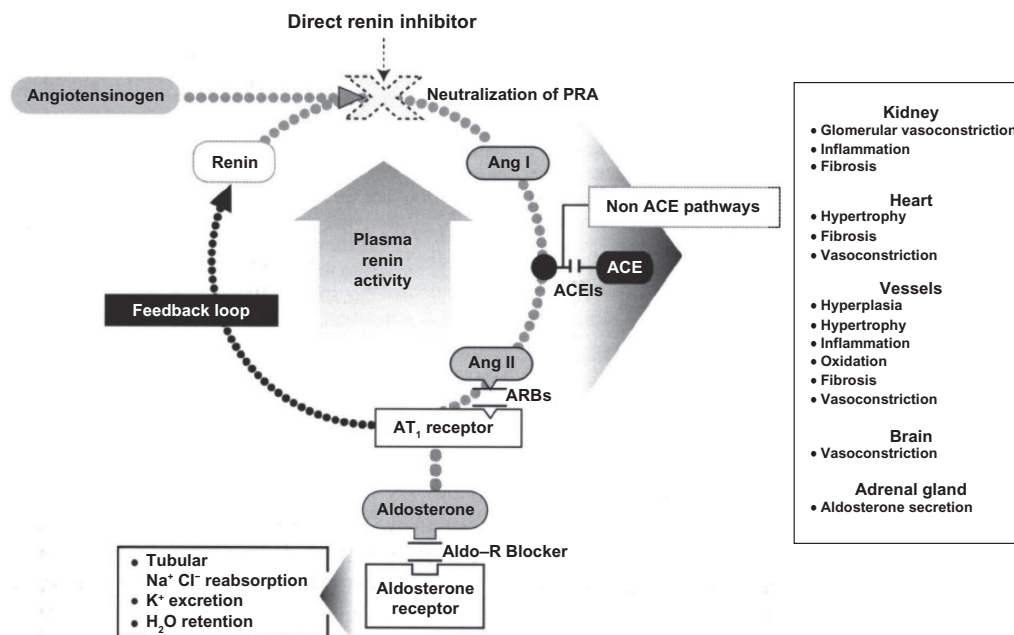 Direct renin inhibitor
Angiotensinogen
Neutralization of PRA
Renin
Ang I
Plasma
renin
activity
Non ACE pathways
ACE
ACEIs
Feedback loop
Ang II
ARBs
AT₁ receptor
Aldosterone
Aldo–R Blocker
Aldosterone
receptor
• Tubular
Na⁺ Cl⁻ reabsorption
• K⁺ excretion
• H₂O retention
Kidney
• Glomerular vasoconstriction
• Inflammation
• Fibrosis
Heart
• Hypertrophy
• Fibrosis
• Vasoconstriction
Vessels
• Hyperplasia
• Hypertrophy
• Inflammation
• Oxidation
• Fibrosis
• Vasoconstriction
Brain
• Vasoconstriction
Adrenal gland
• Aldosterone secretion